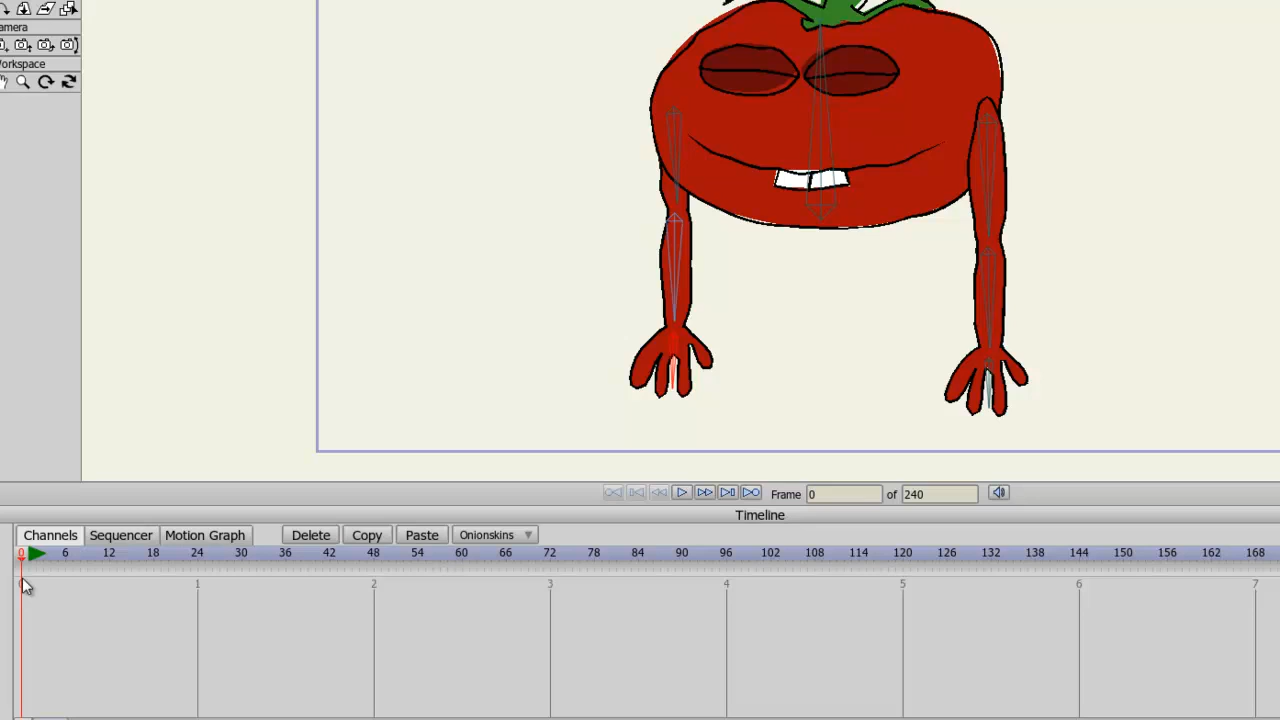 amera
Workspace
Frame 0 of 240
Timeline
Channels Sequencer Motion Graph Delete Copy Paste Onionskins
0 6 12 18 24 30 36 42 48 54 60 66 72 78 84 90 96 102 108 114 120 126 132 138 144 150 156 162 168
0 1 2 3 4 5 6 7